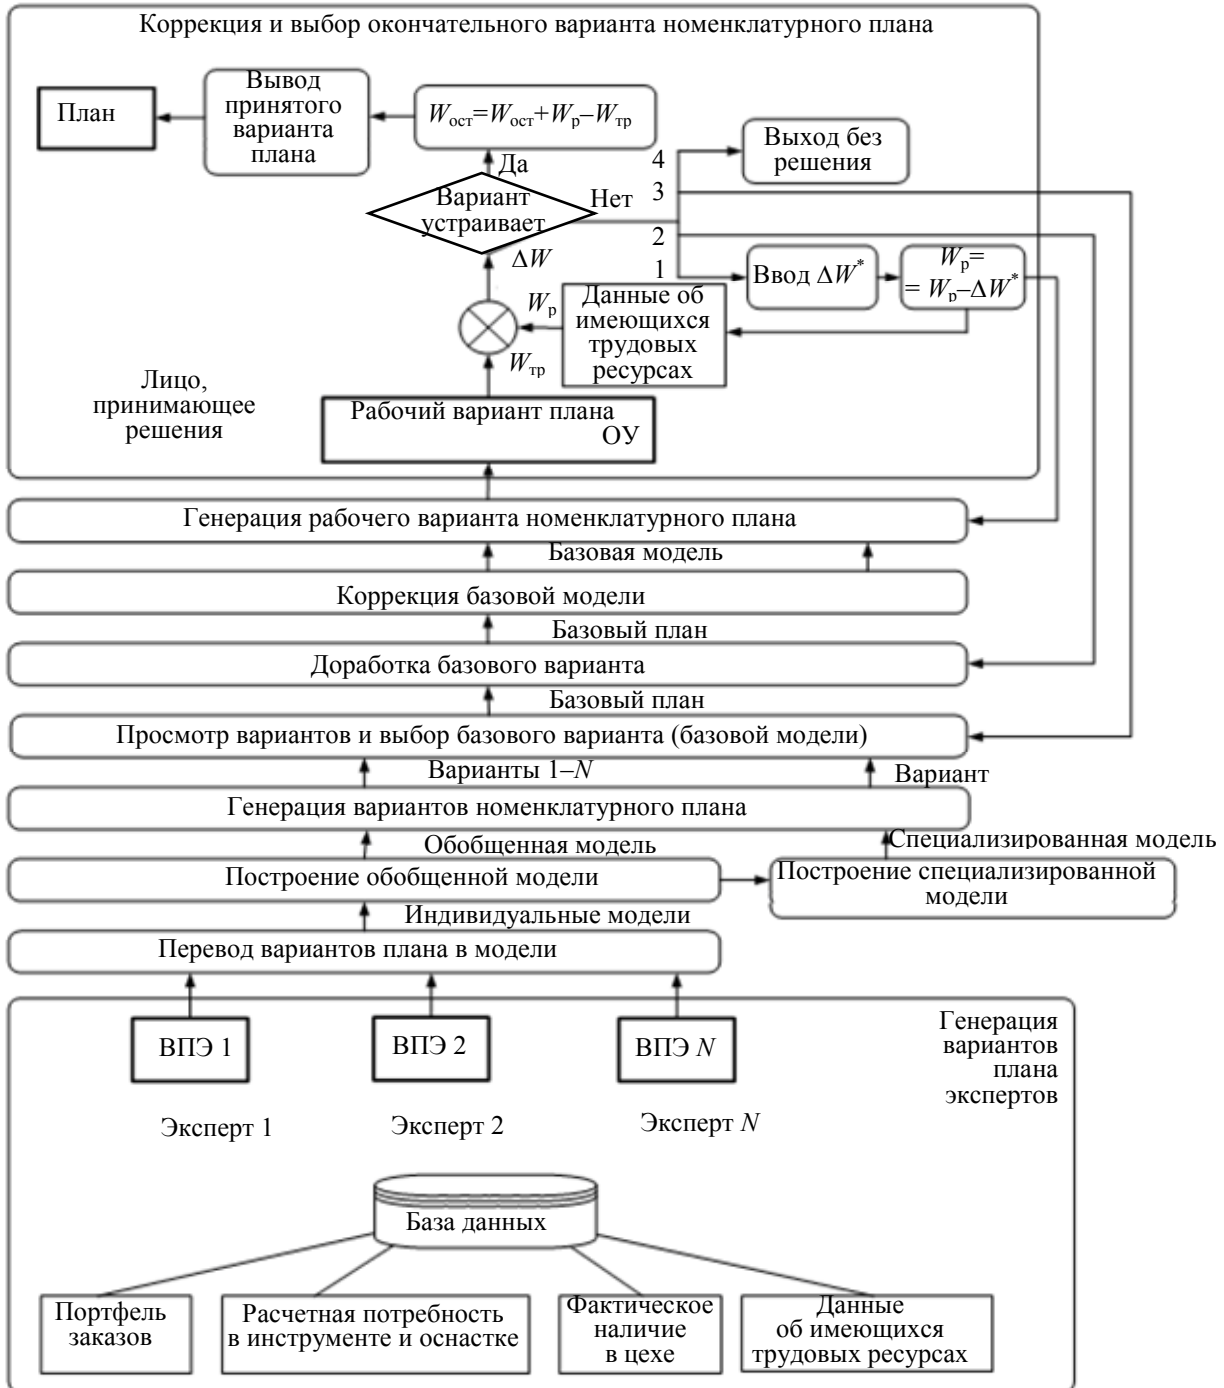 Коррекция и выбор окончательного варианта номенклатурного плана
План
Вывод
принятого
варианта
плана
Wост=Wост+Wр–Wтр
Да
Вариант
устраивает
Нет
4
3
2
1
Выход без
решения
Ввод ΔW*
Wр=
= Wр–ΔW*
ΔW
Wр
Wтр
Данные об
имеющихся
трудовых
ресурсах
Лицо,
принимающее
решения
Рабочий вариант плана
ОУ
Генерация рабочего варианта номенклатурного плана
Базовая модель
Коррекция базовой модели
Базовый план
Доработка базового варианта
Базовый план
Просмотр вариантов и выбор базового варианта (базовой модели)
Варианты 1–N
Вариант
Генерация вариантов номенклатурного плана
Обобщенная модель
Специализированная модель
Построение обобщенной модели
Построение специализированной
модели
Индивидуальные модели
Перевод вариантов плана в модели
ВПЭ 1
ВПЭ 2
ВПЭ N
Генерация
вариантов
плана
экспертов
Эксперт 1
Эксперт 2
Эксперт N
База данных
Портфель
заказов
Расчетная потребность
в инструменте и оснастке
Фактическое
наличие
в цехе
Данные
об имеющихся
трудовых ресурсах